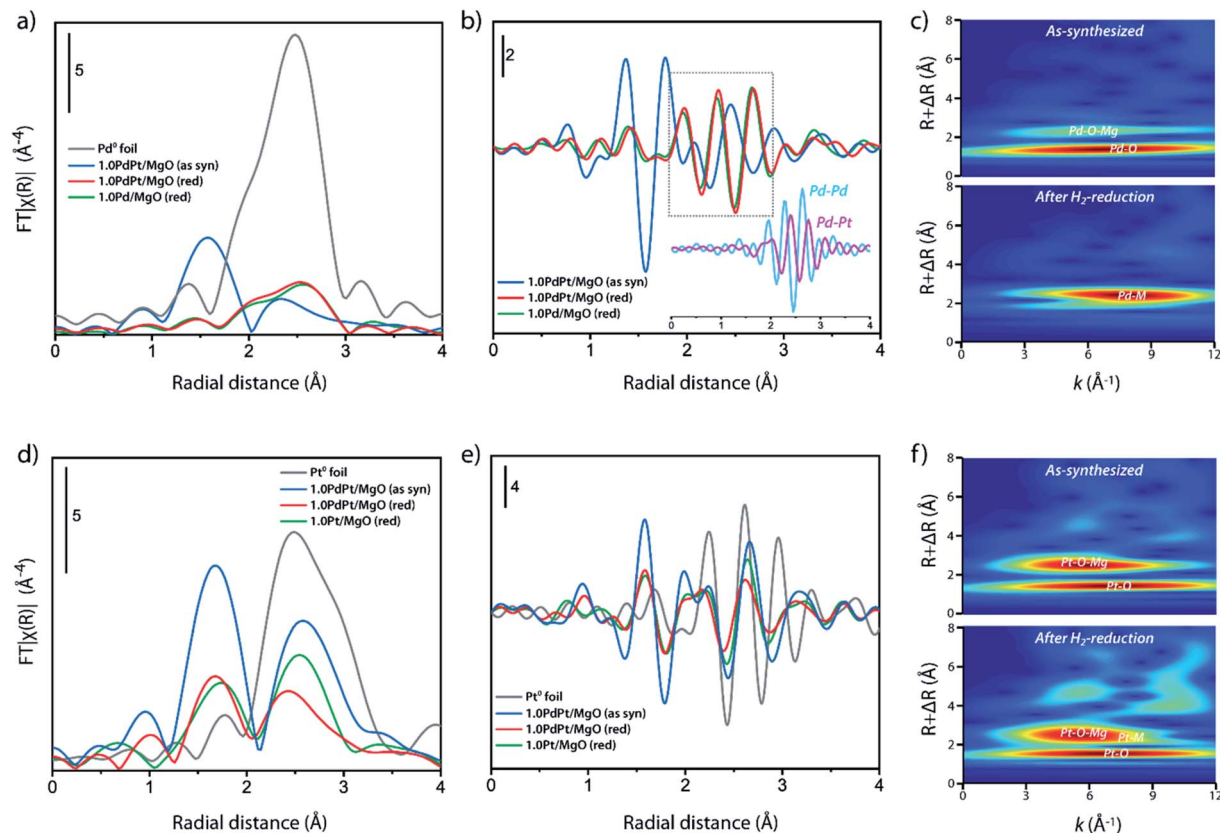 a)
5
FT|χ(R)| (Å⁻⁴)
Pd⁰ foil
1.0PdPt/MgO (as syn)
1.0PdPt/MgO (red)
1.0Pd/MgO (red)
0 1 2 3 4
Radial distance (Å)
b)
2
Pd-Pd
Pd-Pt
1.0PdPt/MgO (as syn)
1.0PdPt/MgO (red)
1.0Pd/MgO (red)
0 1 2 3 4
0 1 2 3 4
Radial distance (Å)
c)
As-synthesized
8
6
4
2
0
R+ΔR (Å)
Pd-O-Mg
Pd-O
After H₂-reduction
8
6
4
2
0
R+ΔR (Å)
Pd-M
0 3 6 9 12
k (Å⁻¹)
d)
5
FT|χ(R)| (Å⁻⁴)
Pt⁰ foil
1.0PdPt/MgO (as syn)
1.0PdPt/MgO (red)
1.0Pt/MgO (red)
0 1 2 3 4
Radial distance (Å)
e)
4
Pt⁰ foil
1.0PdPt/MgO (as syn)
1.0PdPt/MgO (red)
1.0Pt/MgO (red)
0 1 2 3 4
Radial distance (Å)
f)
As-synthesized
8
6
4
2
0
R+ΔR (Å)
Pt-O-Mg
Pt-O
After H₂-reduction
8
6
4
2
0
R+ΔR (Å)
Pt-O-Mg
Pt-M
Pt-O
0 3 6 9 12
k (Å⁻¹)